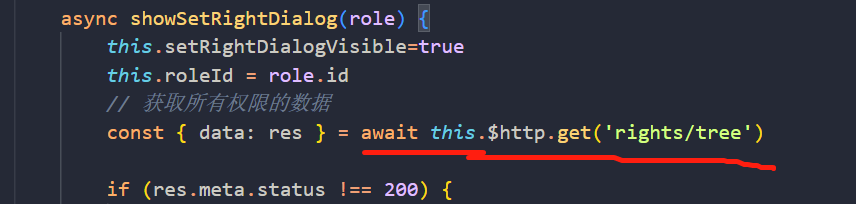 async showSetRightDialog(role) {
this.setRightDialogVisible=true
this.roleId = role.id
// 获取所有权限的数据
const { data: res } = await this.$http.get('rights/tree')
if (res.meta.status !== 200) {